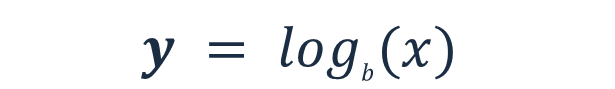 y = log_b(x)